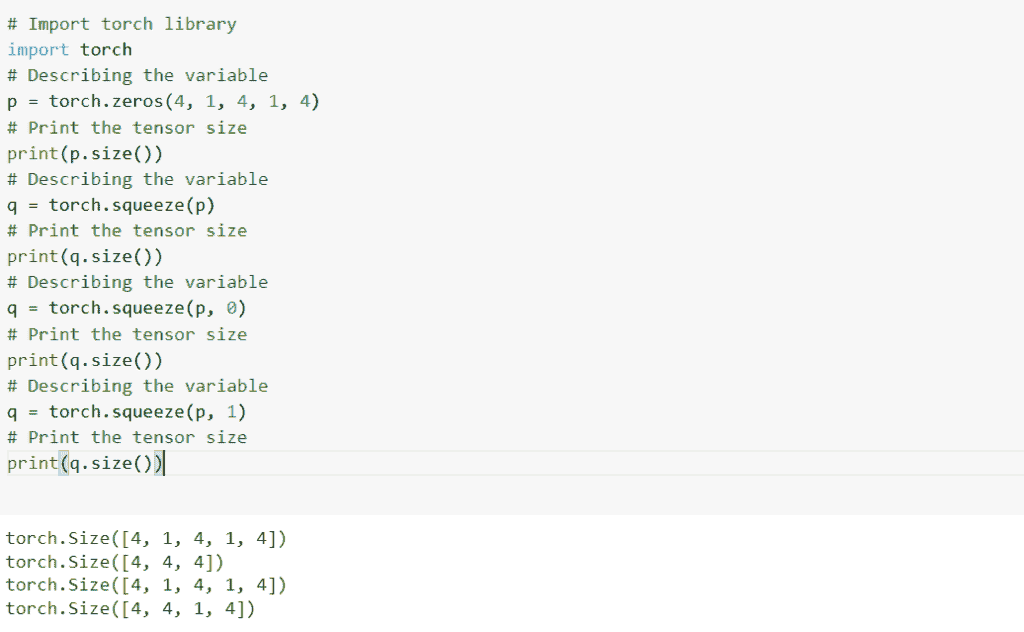 # Import torch library
import torch
# Describing the variable
p = torch.zeros(4, 1, 4, 1, 4)
# Print the tensor size
print(p.size())
# Describing the variable
q = torch.squeeze(p)
# Print the tensor size
print(q.size())
# Describing the variable
q = torch.squeeze(p, 0)
# Print the tensor size
print(q.size())
# Describing the variable
q = torch.squeeze(p, 1)
# Print the tensor size
print(q.size())
torch.Size([4, 1, 4, 1, 4])
torch.Size([4, 4, 4])
torch.Size([4, 1, 4, 1, 4])
torch.Size([4, 4, 1, 4])